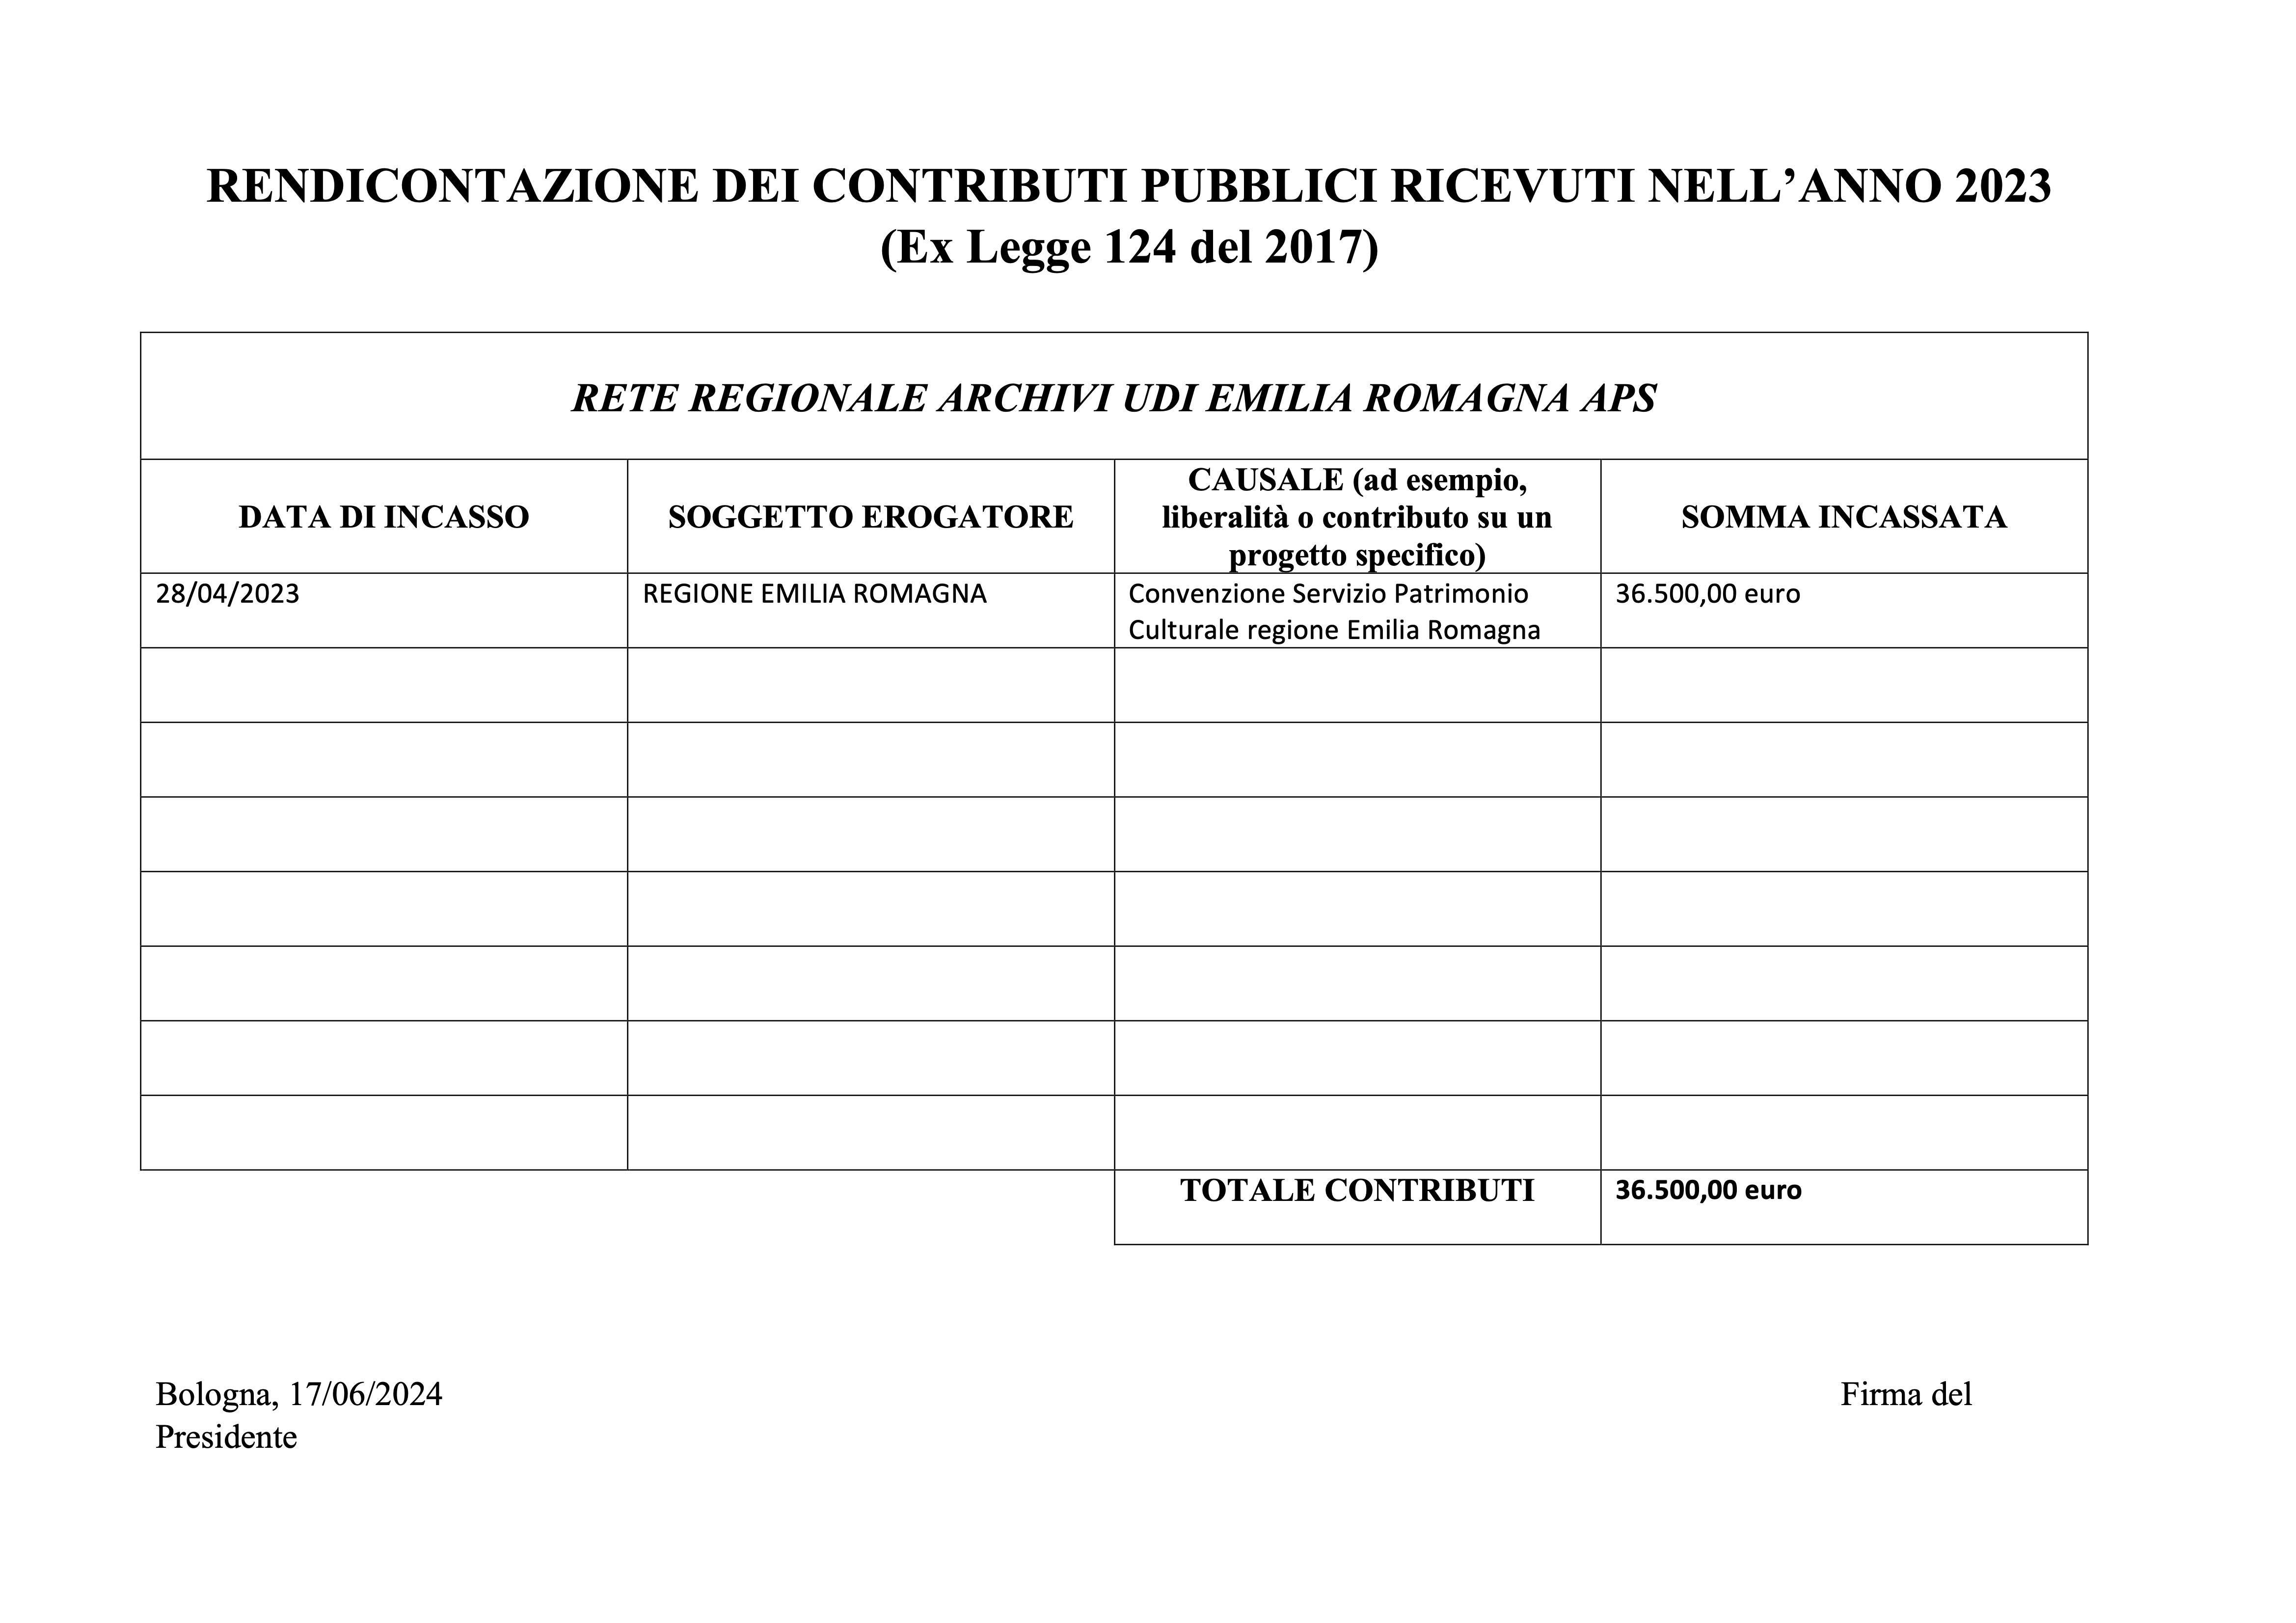 RENDICONTAZIONE DEI CONTRIBUTI PUBBLICI RICEVUTI NELL’ANNO 2023
(Ex Legge 124 del 2017)
RETE REGIONALE ARCHIVI UDI EMILIA ROMAGNA APS
DATA DI INCASSO
SOGGETTO EROGATORE
CAUSALE (ad esempio,
liberalità o contributo su un
progetto specifico)
SOMMA INCASSATA
28/04/2023
REGIONE EMILIA ROMAGNA
Convenzione Servizio Patrimonio
Culturale regione Emilia Romagna
36.500,00 euro
TOTALE CONTRIBUTI
36.500,00 euro
Bologna, 17/06/2024 Firma del
Presidente